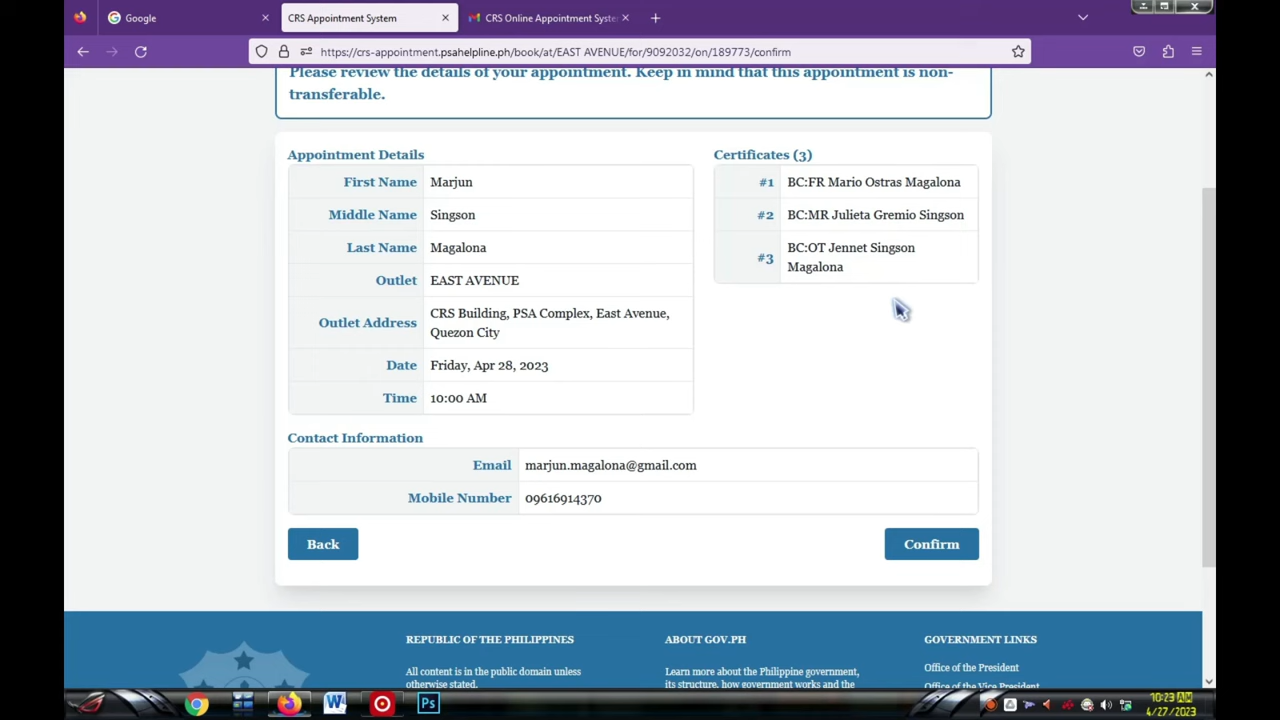 Google
CRS Appointment System
CRS Online Appointment Syste
https://crs-appointment.psahelpline.ph/book/at/EAST AVENUE/for/9092032/on/189773/confirm
Please review the details of your appointment. Keep in mind that this appointment is non-
transferable.
Appointment Details
First Name Marjun
Middle Name Singson
Last Name Magalona
Outlet EAST AVENUE
Outlet Address CRS Building, PSA Complex, East Avenue,
Quezon City
Date Friday, Apr 28, 2023
Time 10:00 AM
Certificates (3)
#1 BC:FR Mario Ostras Magalona
#2 BC:MR Julieta Gremio Singson
#3 BC:OT Jennet Singson
Magalona
Contact Information
Email marjun.magalona@gmail.com
Mobile Number 09616914370
Back
Confirm
REPUBLIC OF THE PHILIPPINES
All content is in the public domain unless
otherwise stated.
ABOUT GOV.PH
Learn more about the Philippine government,
its structure, how government works and the
GOVERNMENT LINKS
Office of the President
Office of the Vice President
W
Ps
10:23 AM
4/27/2023